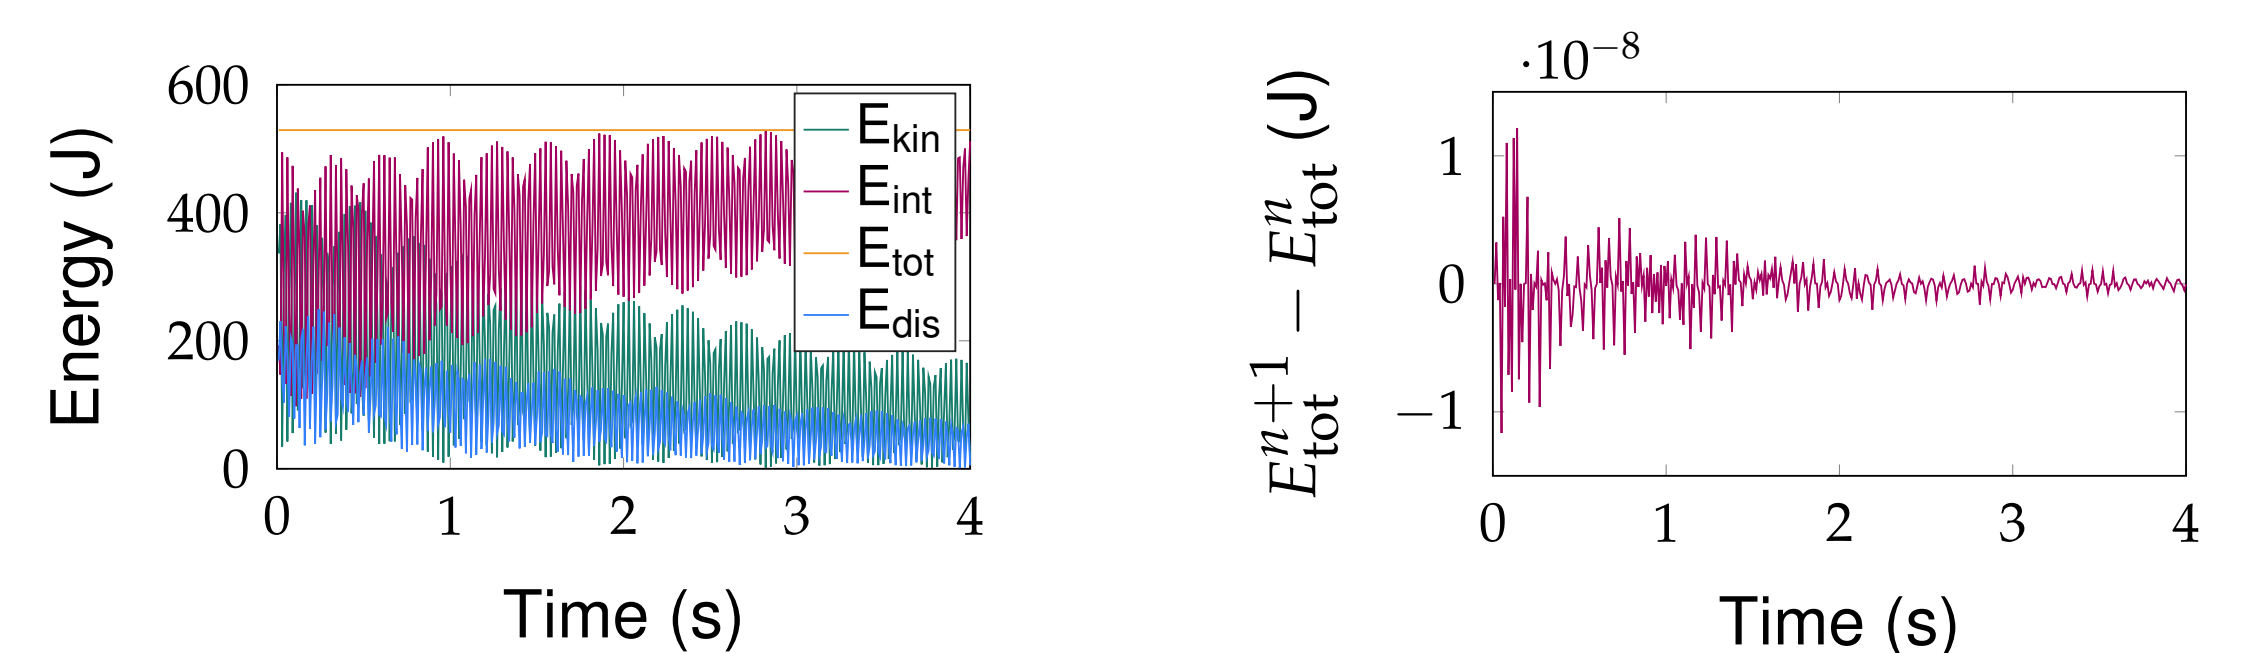 600
400
200
0
Energy (J)
0 1 2 3 4
Time (s)
E_kin
E_int
E_tot
E_dis
·10⁻⁸
1
0
−1
E_tot^{n+1} − E_tot^n (J)
0 1 2 3 4
Time (s)